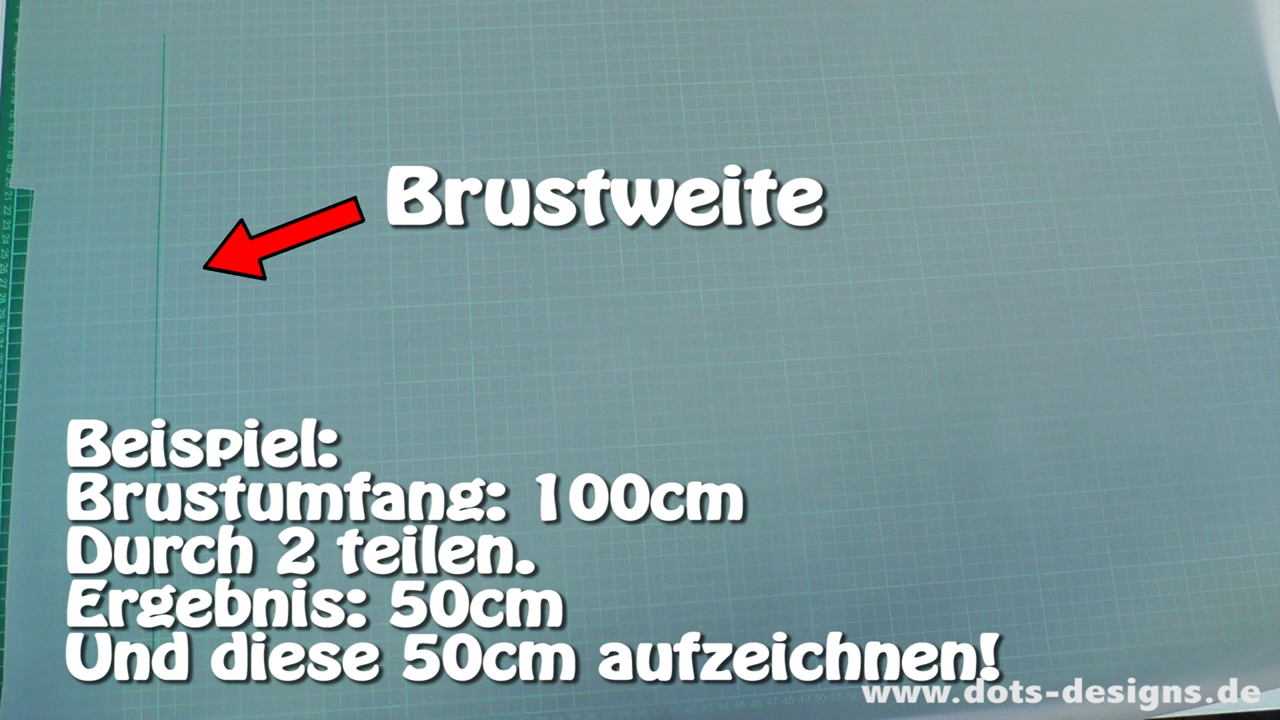 Brustweite
Beispiel:
Brustumfang: 100cm
Durch 2 teilen.
Ergebnis: 50cm
Und diese 50cm aufzeichnen!
www.dots-designs.de